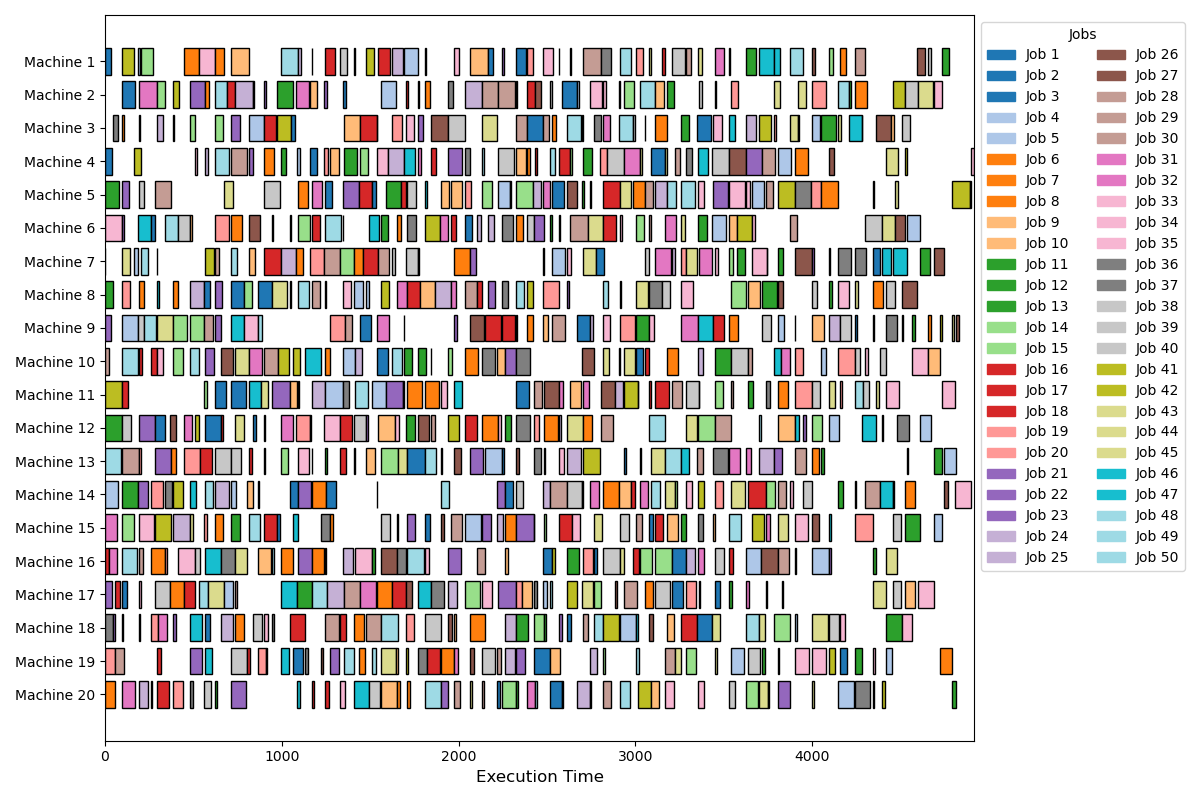 Machine 1
Machine 2
Machine 3
Machine 4
Machine 5
Machine 6
Machine 7
Machine 8
Machine 9
Machine 10
Machine 11
Machine 12
Machine 13
Machine 14
Machine 15
Machine 16
Machine 17
Machine 18
Machine 19
Machine 20
0 1000 2000 3000 4000
Execution Time
Jobs
Job 1 Job 26
Job 2 Job 27
Job 3 Job 28
Job 4 Job 29
Job 5 Job 30
Job 6 Job 31
Job 7 Job 32
Job 8 Job 33
Job 9 Job 34
Job 10 Job 35
Job 11 Job 36
Job 12 Job 37
Job 13 Job 38
Job 14 Job 39
Job 15 Job 40
Job 16 Job 41
Job 17 Job 42
Job 18 Job 43
Job 19 Job 44
Job 20 Job 45
Job 21 Job 46
Job 22 Job 47
Job 23 Job 48
Job 24 Job 49
Job 25 Job 50